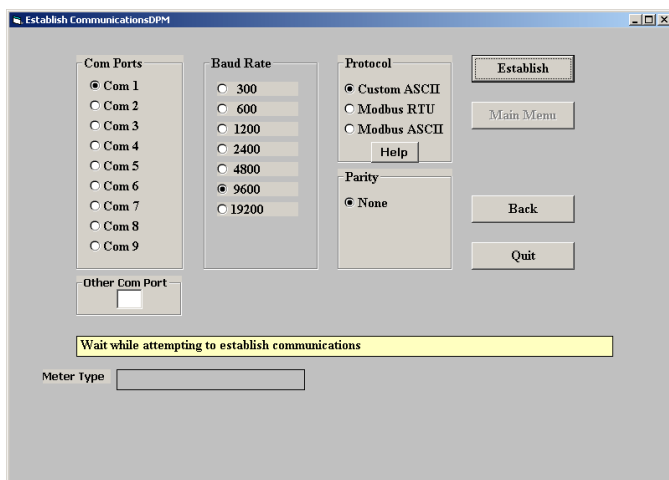 Establish CommunicationsDPM
Com Ports
Com 1
Com 2
Com 3
Com 4
Com 5
Com 6
Com 7
Com 8
Com 9
Other Com Port
Baud Rate
300
600
1200
2400
4800
9600
19200
Protocol
Custom ASCII
Modbus RTU
Modbus ASCII
Help
Parity
None
Establish
Main Menu
Back
Quit
Wait while attempting to establish communications
Meter Type